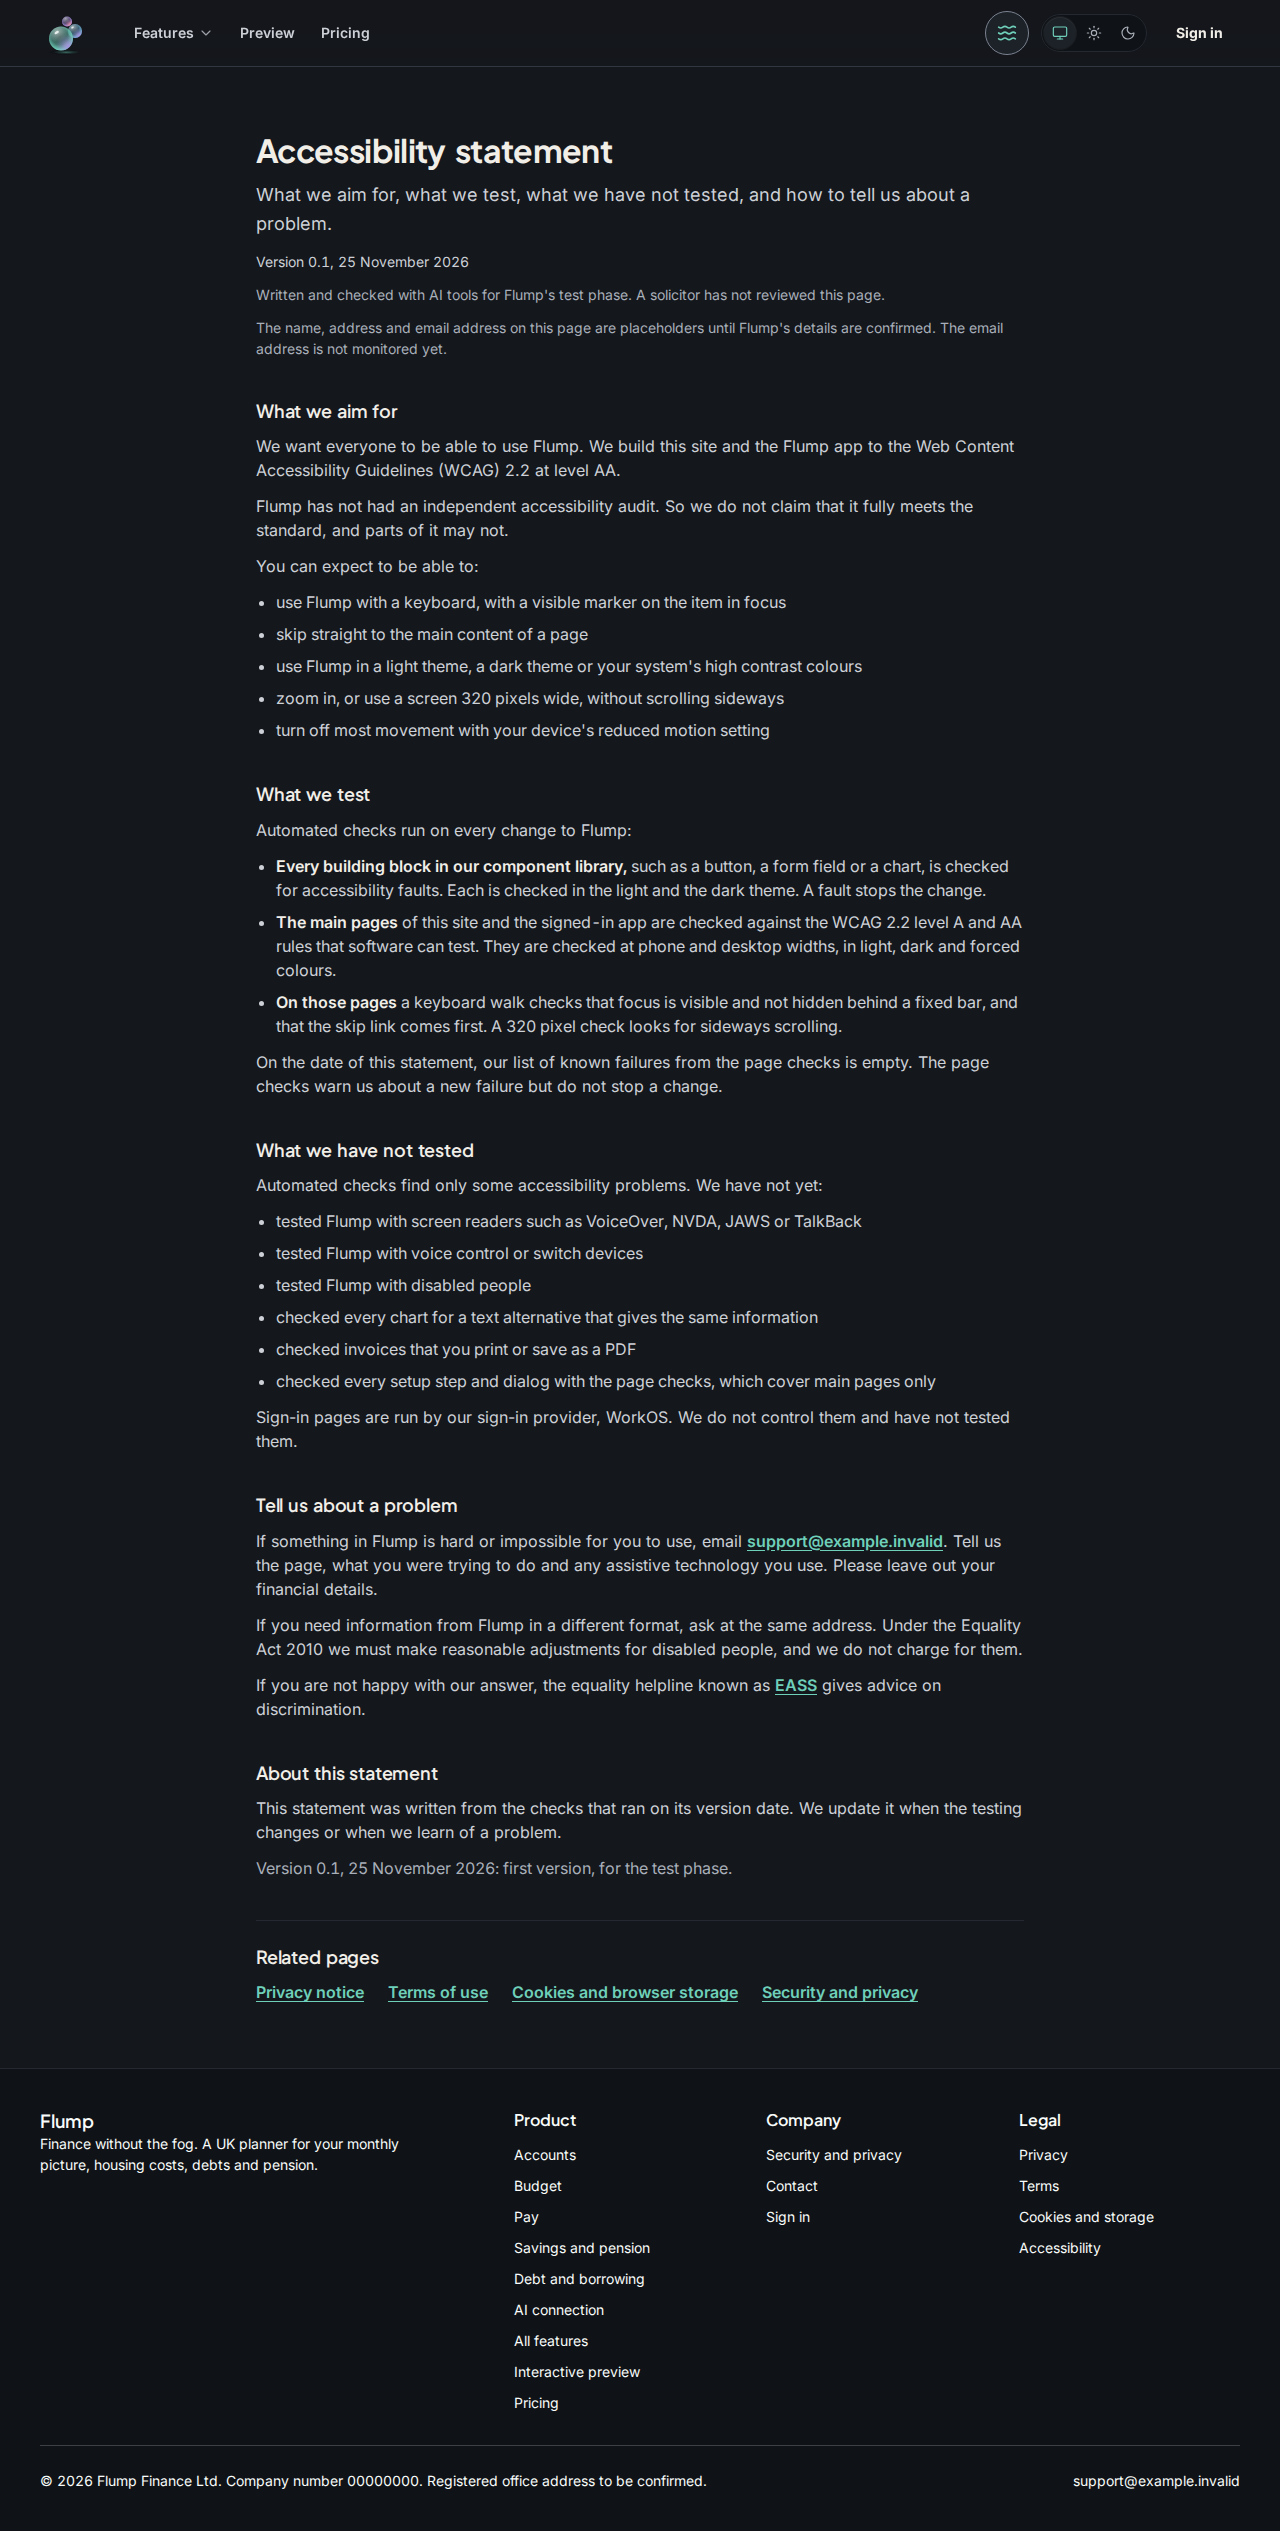 Features
Preview
Pricing
Sign in
Accessibility statement
What we aim for, what we test, what we have not tested, and how to tell us about a
problem.
Version 0.1, 25 November 2026
Written and checked with AI tools for Flump's test phase. A solicitor has not reviewed this page.
The name, address and email address on this page are placeholders until Flump's details are confirmed. The email
address is not monitored yet.
What we aim for
We want everyone to be able to use Flump. We build this site and the Flump app to the Web Content
Accessibility Guidelines (WCAG) 2.2 at level AA.
Flump has not had an independent accessibility audit. So we do not claim that it fully meets the
standard, and parts of it may not.
You can expect to be able to:
• use Flump with a keyboard, with a visible marker on the item in focus
• skip straight to the main content of a page
• use Flump in a light theme, a dark theme or your system's high contrast colours
• zoom in, or use a screen 320 pixels wide, without scrolling sideways
• turn off most movement with your device's reduced motion setting
What we test
Automated checks run on every change to Flump:
• Every building block in our component library, such as a button, a form field or a chart, is checked
for accessibility faults. Each is checked in the light and the dark theme. A fault stops the change.
• The main pages of this site and the signed-in app are checked against the WCAG 2.2 level A and AA
rules that software can test. They are checked at phone and desktop widths, in light, dark and forced
colours.
• On those pages a keyboard walk checks that focus is visible and not hidden behind a fixed bar, and
that the skip link comes first. A 320 pixel check looks for sideways scrolling.
On the date of this statement, our list of known failures from the page checks is empty. The page
checks warn us about a new failure but do not stop a change.
What we have not tested
Automated checks find only some accessibility problems. We have not yet:
• tested Flump with screen readers such as VoiceOver, NVDA, JAWS or TalkBack
• tested Flump with voice control or switch devices
• tested Flump with disabled people
• checked every chart for a text alternative that gives the same information
• checked invoices that you print or save as a PDF
• checked every setup step and dialog with the page checks, which cover main pages only
Sign-in pages are run by our sign-in provider, WorkOS. We do not control them and have not tested
them.
Tell us about a problem
If something in Flump is hard or impossible for you to use, email support@example.invalid. Tell us
the page, what you were trying to do and any assistive technology you use. Please leave out your
financial details.
If you need information from Flump in a different format, ask at the same address. Under the Equality
Act 2010 we must make reasonable adjustments for disabled people, and we do not charge for them.
If you are not happy with our answer, the equality helpline known as EASS gives advice on
discrimination.
About this statement
This statement was written from the checks that ran on its version date. We update it when the testing
changes or when we learn of a problem.
Version 0.1, 25 November 2026: first version, for the test phase.
Related pages
Privacy notice
Terms of use
Cookies and browser storage
Security and privacy
Flump
Finance without the fog. A UK planner for your monthly
picture, housing costs, debts and pension.
Product
Accounts
Budget
Pay
Savings and pension
Debt and borrowing
AI connection
All features
Interactive preview
Pricing
Company
Security and privacy
Contact
Sign in
Legal
Privacy
Terms
Cookies and storage
Accessibility
© 2026 Flump Finance Ltd. Company number 00000000. Registered office address to be confirmed.
support@example.invalid